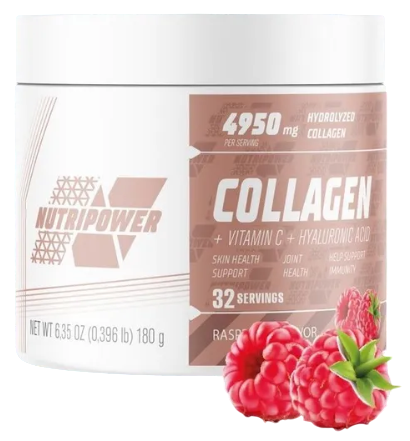 4950 mg
PER SERVING
HYDROLYZED
COLLAGEN
NUTRIPOWER
COLLAGEN
+ VITAMIN C + HYALURONIC ACID
SKIN HEALTH
SUPPORT
JOINT
HEALTH
HELP SUPPORT
IMMUNITY
32 SERVINGS
NET WT 6.35 OZ (0,396 lb) 180 g